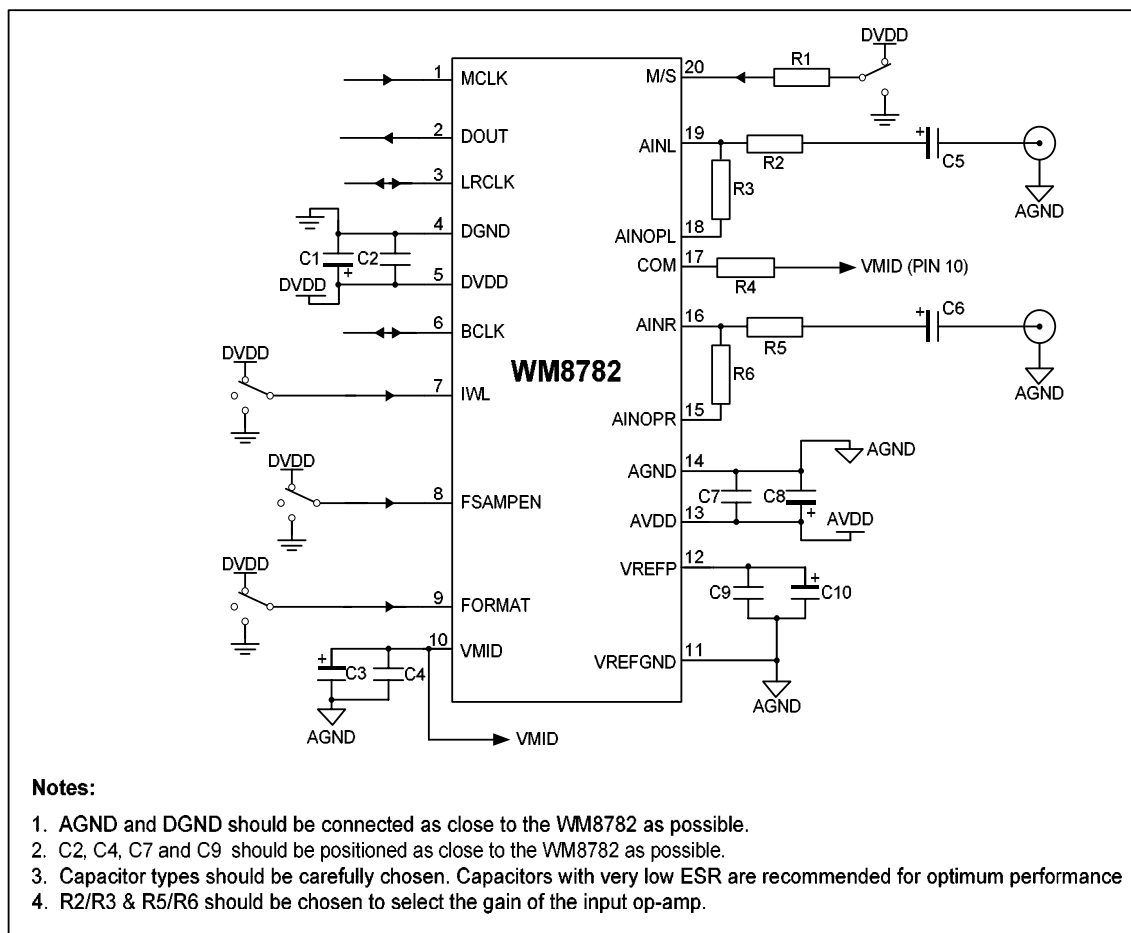 DVDD
1 MCLK
M/S 20
R1
2 DOUT
AINL 19
R2
+
C5
3 LRCLK
R3
AGND
4 DGND
AINOPL 18
C1
C2
+
COM 17
R4
VMID (PIN 10)
DVDD
5 DVDD
6 BCLK
AINR 16
R5
+
C6
DVDD
WM8782
R6
AGND
7 IWL
AINOPR 15
DVDD
AGND 14
AGND
8 FSAMPEN
C7
C8
+
AVDD 13
AVDD
DVDD
VREFP 12
+
C9
C10
9 FORMAT
10 VMID
+
C3
C4
VREFGND 11
AGND
AGND
VMID
Notes:
1. AGND and DGND should be connected as close to the WM8782 as possible.
2. C2, C4, C7 and C9 should be positioned as close to the WM8782 as possible.
3. Capacitor types should be carefully chosen. Capacitors with very low ESR are recommended for optimum performance
4. R2/R3 & R5/R6 should be chosen to select the gain of the input op-amp.